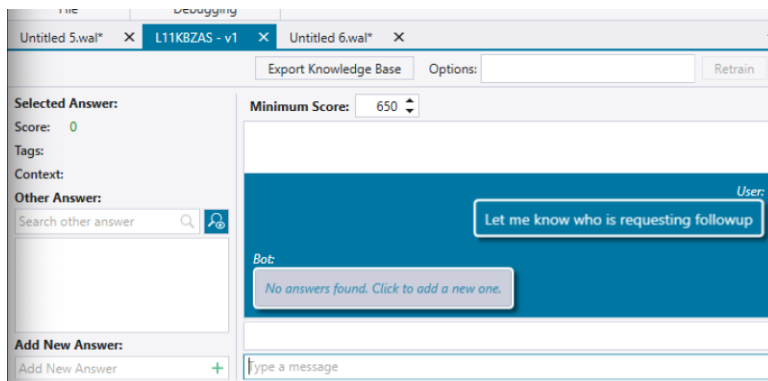 File Debugging
Untitled 5.wal* X L11KBZAS - v1 X Untitled 6.wal* X
Export Knowledge Base Options: Retrain
Selected Answer:
Minimum Score: 650
Score: 0
Tags:
Context:
Other Answer:
User:
Search other answer
Let me know who is requesting followup
Bot:
No answers found. Click to add a new one.
Add New Answer:
Add New Answer +
Type a message